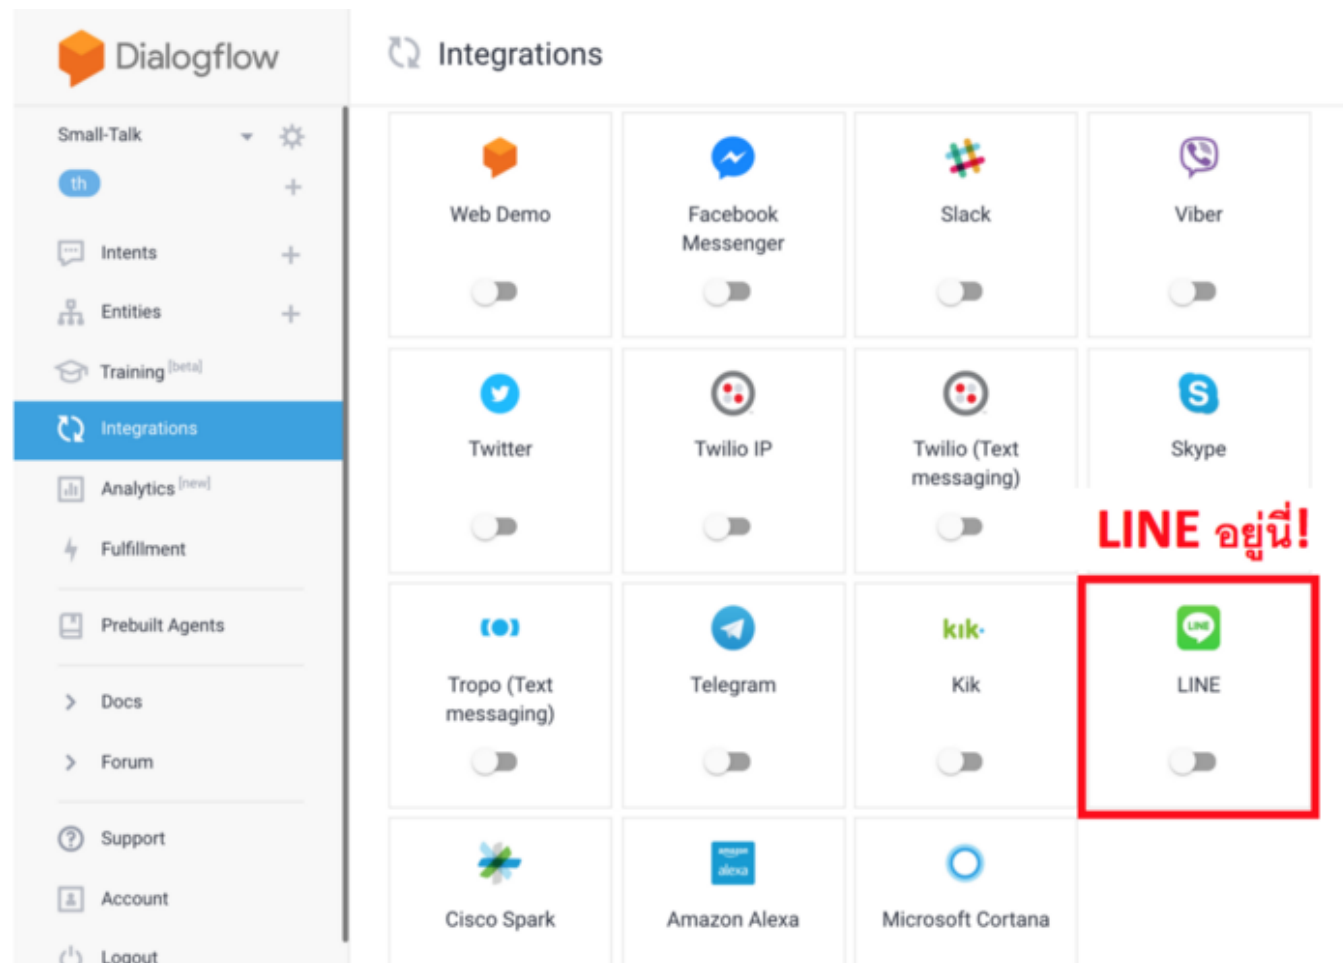 Dialogflow
Integrations
Small-Talk
th
Intents
Entities
Training [beta]
Integrations
Analytics [new]
Fulfillment
Prebuilt Agents
Docs
Forum
Support
Account
Logout
Web Demo
Facebook
Messenger
Slack
Viber
Twitter
Twilio IP
Twilio (Text
messaging)
Skype
LINE อยู่นี่!
Tropo (Text
messaging)
Telegram
kik
Kik
LINE
LINE
Cisco Spark
amazon
alexa
Amazon Alexa
Microsoft Cortana